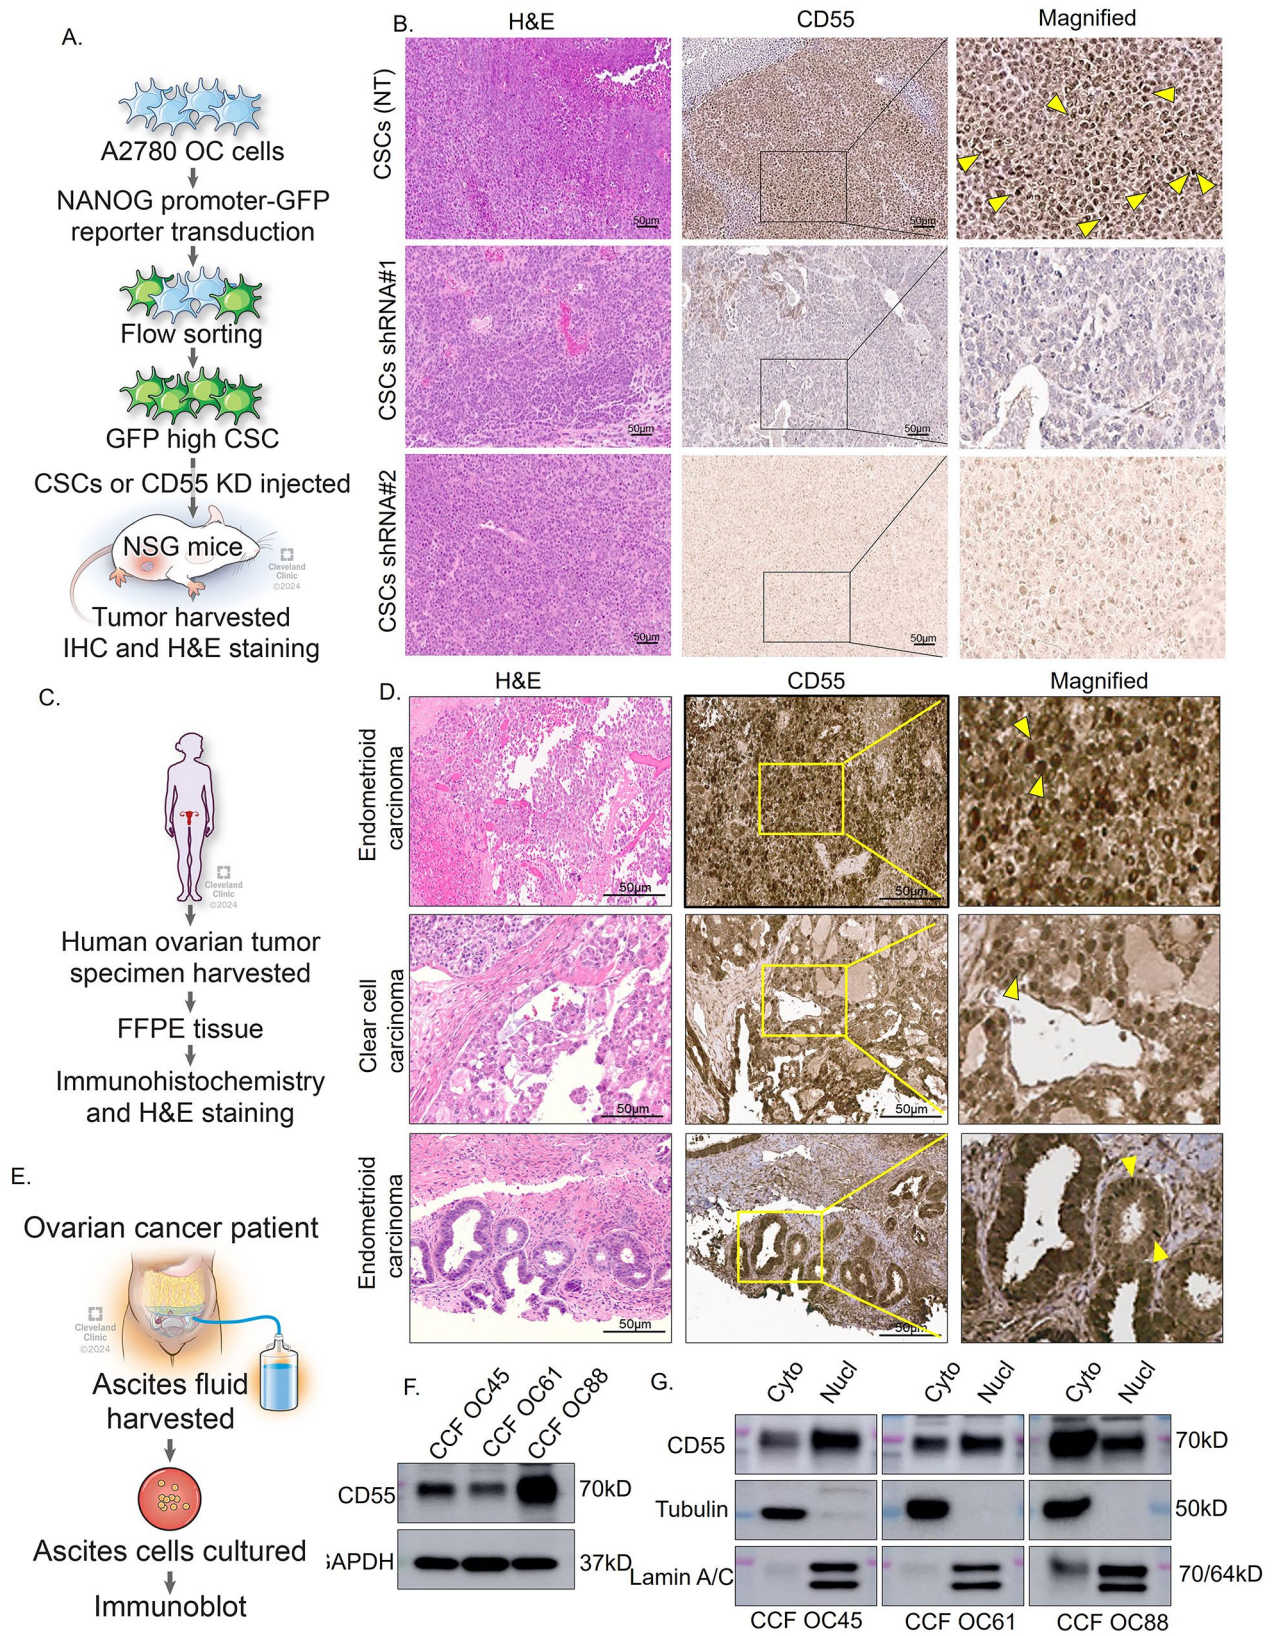 A.
A2780 OC cells
NANOG promoter-GFP
reporter transduction
Flow sorting
GFP high CSC
CSCs or CD55 KD injected
NSG mice
Cleveland
Clinic
©2024
Tumor harvested
IHC and H&E staining
B.
H&E
CD55
Magnified
CSCs (NT)
50µm
50µm
CSCs shRNA#1
50µm
50µm
CSCs shRNA#2
50µm
50µm
C.
Cleveland
Clinic
©2024
Human ovarian tumor
specimen harvested
FFPE tissue
Immunohistochemistry
and H&E staining
D.
H&E
CD55
Magnified
Endometrioid
carcinoma
50µm
50µm
Clear cell
carcinoma
50µm
50µm
Endometrioid
carcinoma
50µm
50µm
E.
Ovarian cancer patient
Cleveland
Clinic
©2024
Ascites fluid
harvested
Ascites cells cultured
Immunoblot
F.
CCF OC45
CCF OC61
CCF OC88
CD55
70kD
GAPDH
37kD
G.
Cyto Nucl Cyto Nucl Cyto Nucl
CD55
70kD
Tubulin
50kD
Lamin A/C
70/64kD
CCF OC45 CCF OC61 CCF OC88